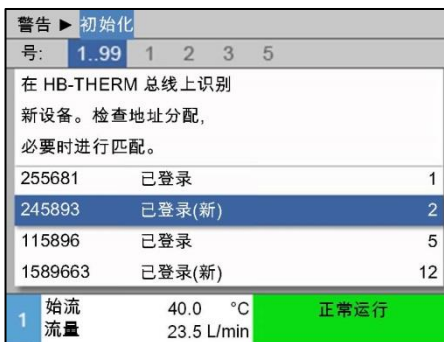 警告 ▶ 初始化
号: 1..99 1 2 3 5
在 HB-THERM 总线上识别
新设备。检查地址分配,
必要时进行匹配。
255681 已登录 1
245893 已登录(新) 2
115896 已登录 5
1589663 已登录(新) 12
1 始流 40.0 °C 正常运行
流量 23.5 L/min